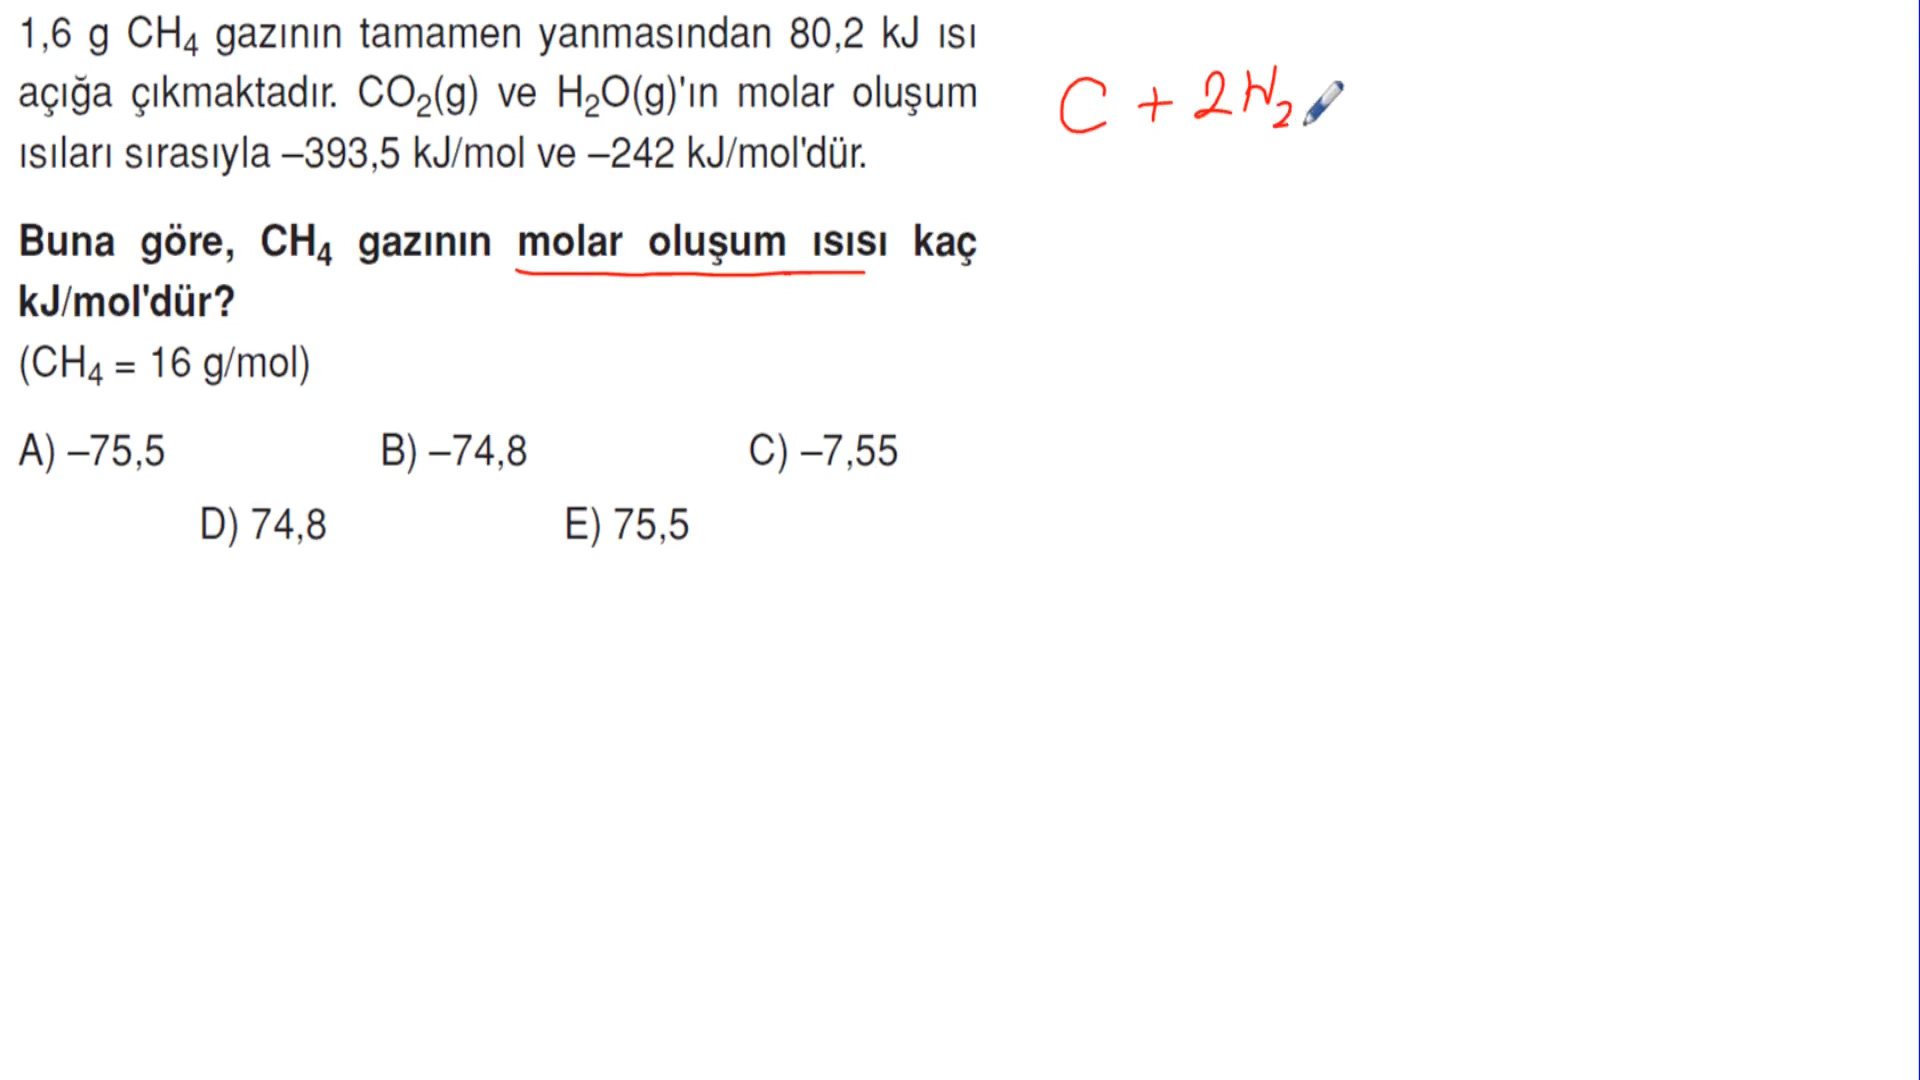 1,6 g CH₄ gazının tamamen yanmasından 80,2 kJ ısı
açığa çıkmaktadır. CO₂(g) ve H₂O(g)'ın molar oluşum
ısıları sırasıyla –393,5 kJ/mol ve –242 kJ/mol'dür.
Buna göre, CH₄ gazının molar oluşum ısısı kaç
kJ/mol'dür?
(CH₄ = 16 g/mol)
A) –75,5 B) –74,8 C) –7,55
D) 74,8 E) 75,5
C + 2H₂